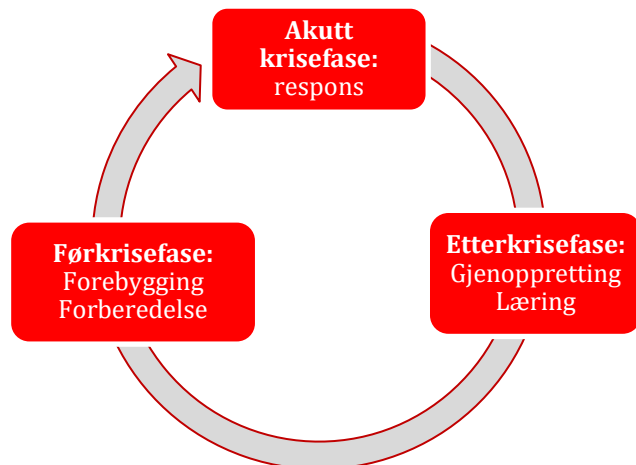 Akutt
krisefase:
respons
Førkrisefase:
Forebygging
Forberedelse
Etterkrisefase:
Gjenoppretting
Læring